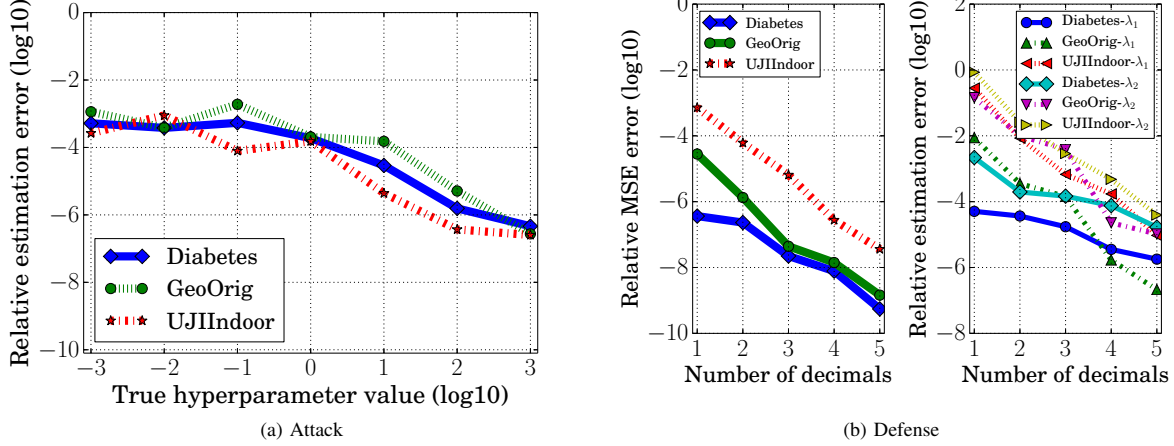 Relative estimation error (log10)
0
−2
−4
−6
−8
−10
Diabetes
GeoOrig
UJIIndoor
−3 −2 −1 0 1 2 3
True hyperparameter value (log10)
(a) Attack
Relative MSE error (log10)
0
−2
−4
−6
−8
−10
Diabetes
GeoOrig
UJIIndoor
1 2 3 4 5
Number of decimals
Relative estimation error (log10)
2
0
−2
−4
−6
−8
Diabetes-λ₁
GeoOrig-λ₁
UJIIndoor-λ₁
Diabetes-λ₂
GeoOrig-λ₂
UJIIndoor-λ₂
1 2 3 4 5
Number of decimals
(b) Defense